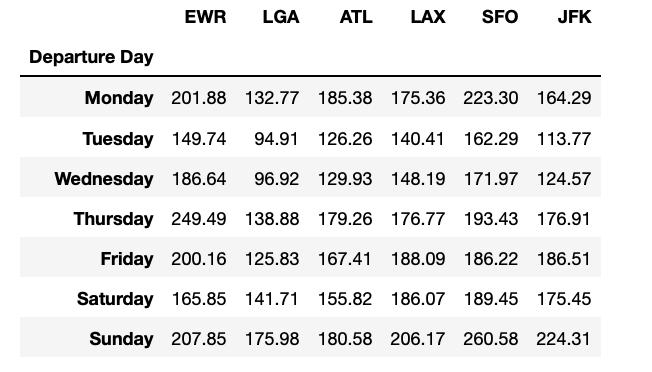 EWR LGA ATL LAX SFO JFK
Departure Day
Monday 201.88 132.77 185.38 175.36 223.30 164.29
Tuesday 149.74 94.91 126.26 140.41 162.29 113.77
Wednesday 186.64 96.92 129.93 148.19 171.97 124.57
Thursday 249.49 138.88 179.26 176.77 193.43 176.91
Friday 200.16 125.83 167.41 188.09 186.22 186.51
Saturday 165.85 141.71 155.82 186.07 189.45 175.45
Sunday 207.85 175.98 180.58 206.17 260.58 224.31